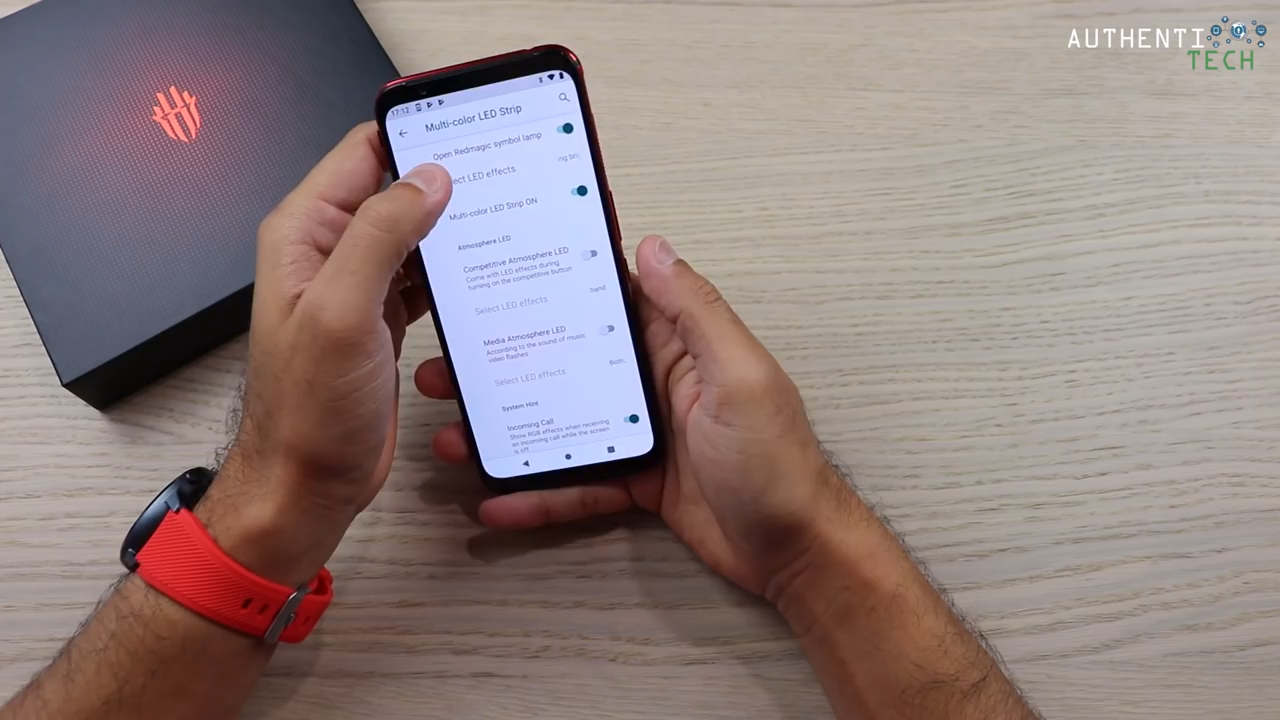 AUTHENTI
TECH
17:12
Multi-color LED Strip
Open Redmagic symbol lamp
LED effects
Multi-color LED Strip ON
Atmosphere LED
Competitive Atmosphere LED
Come with LED effects during
turning on the competitive button
Select LED effects
Media Atmosphere LED
According to the sound of music
video flashes
Select LED effects
System Hint
Incoming Call
Show RGB effects when receiving
an incoming call while the screen
is off